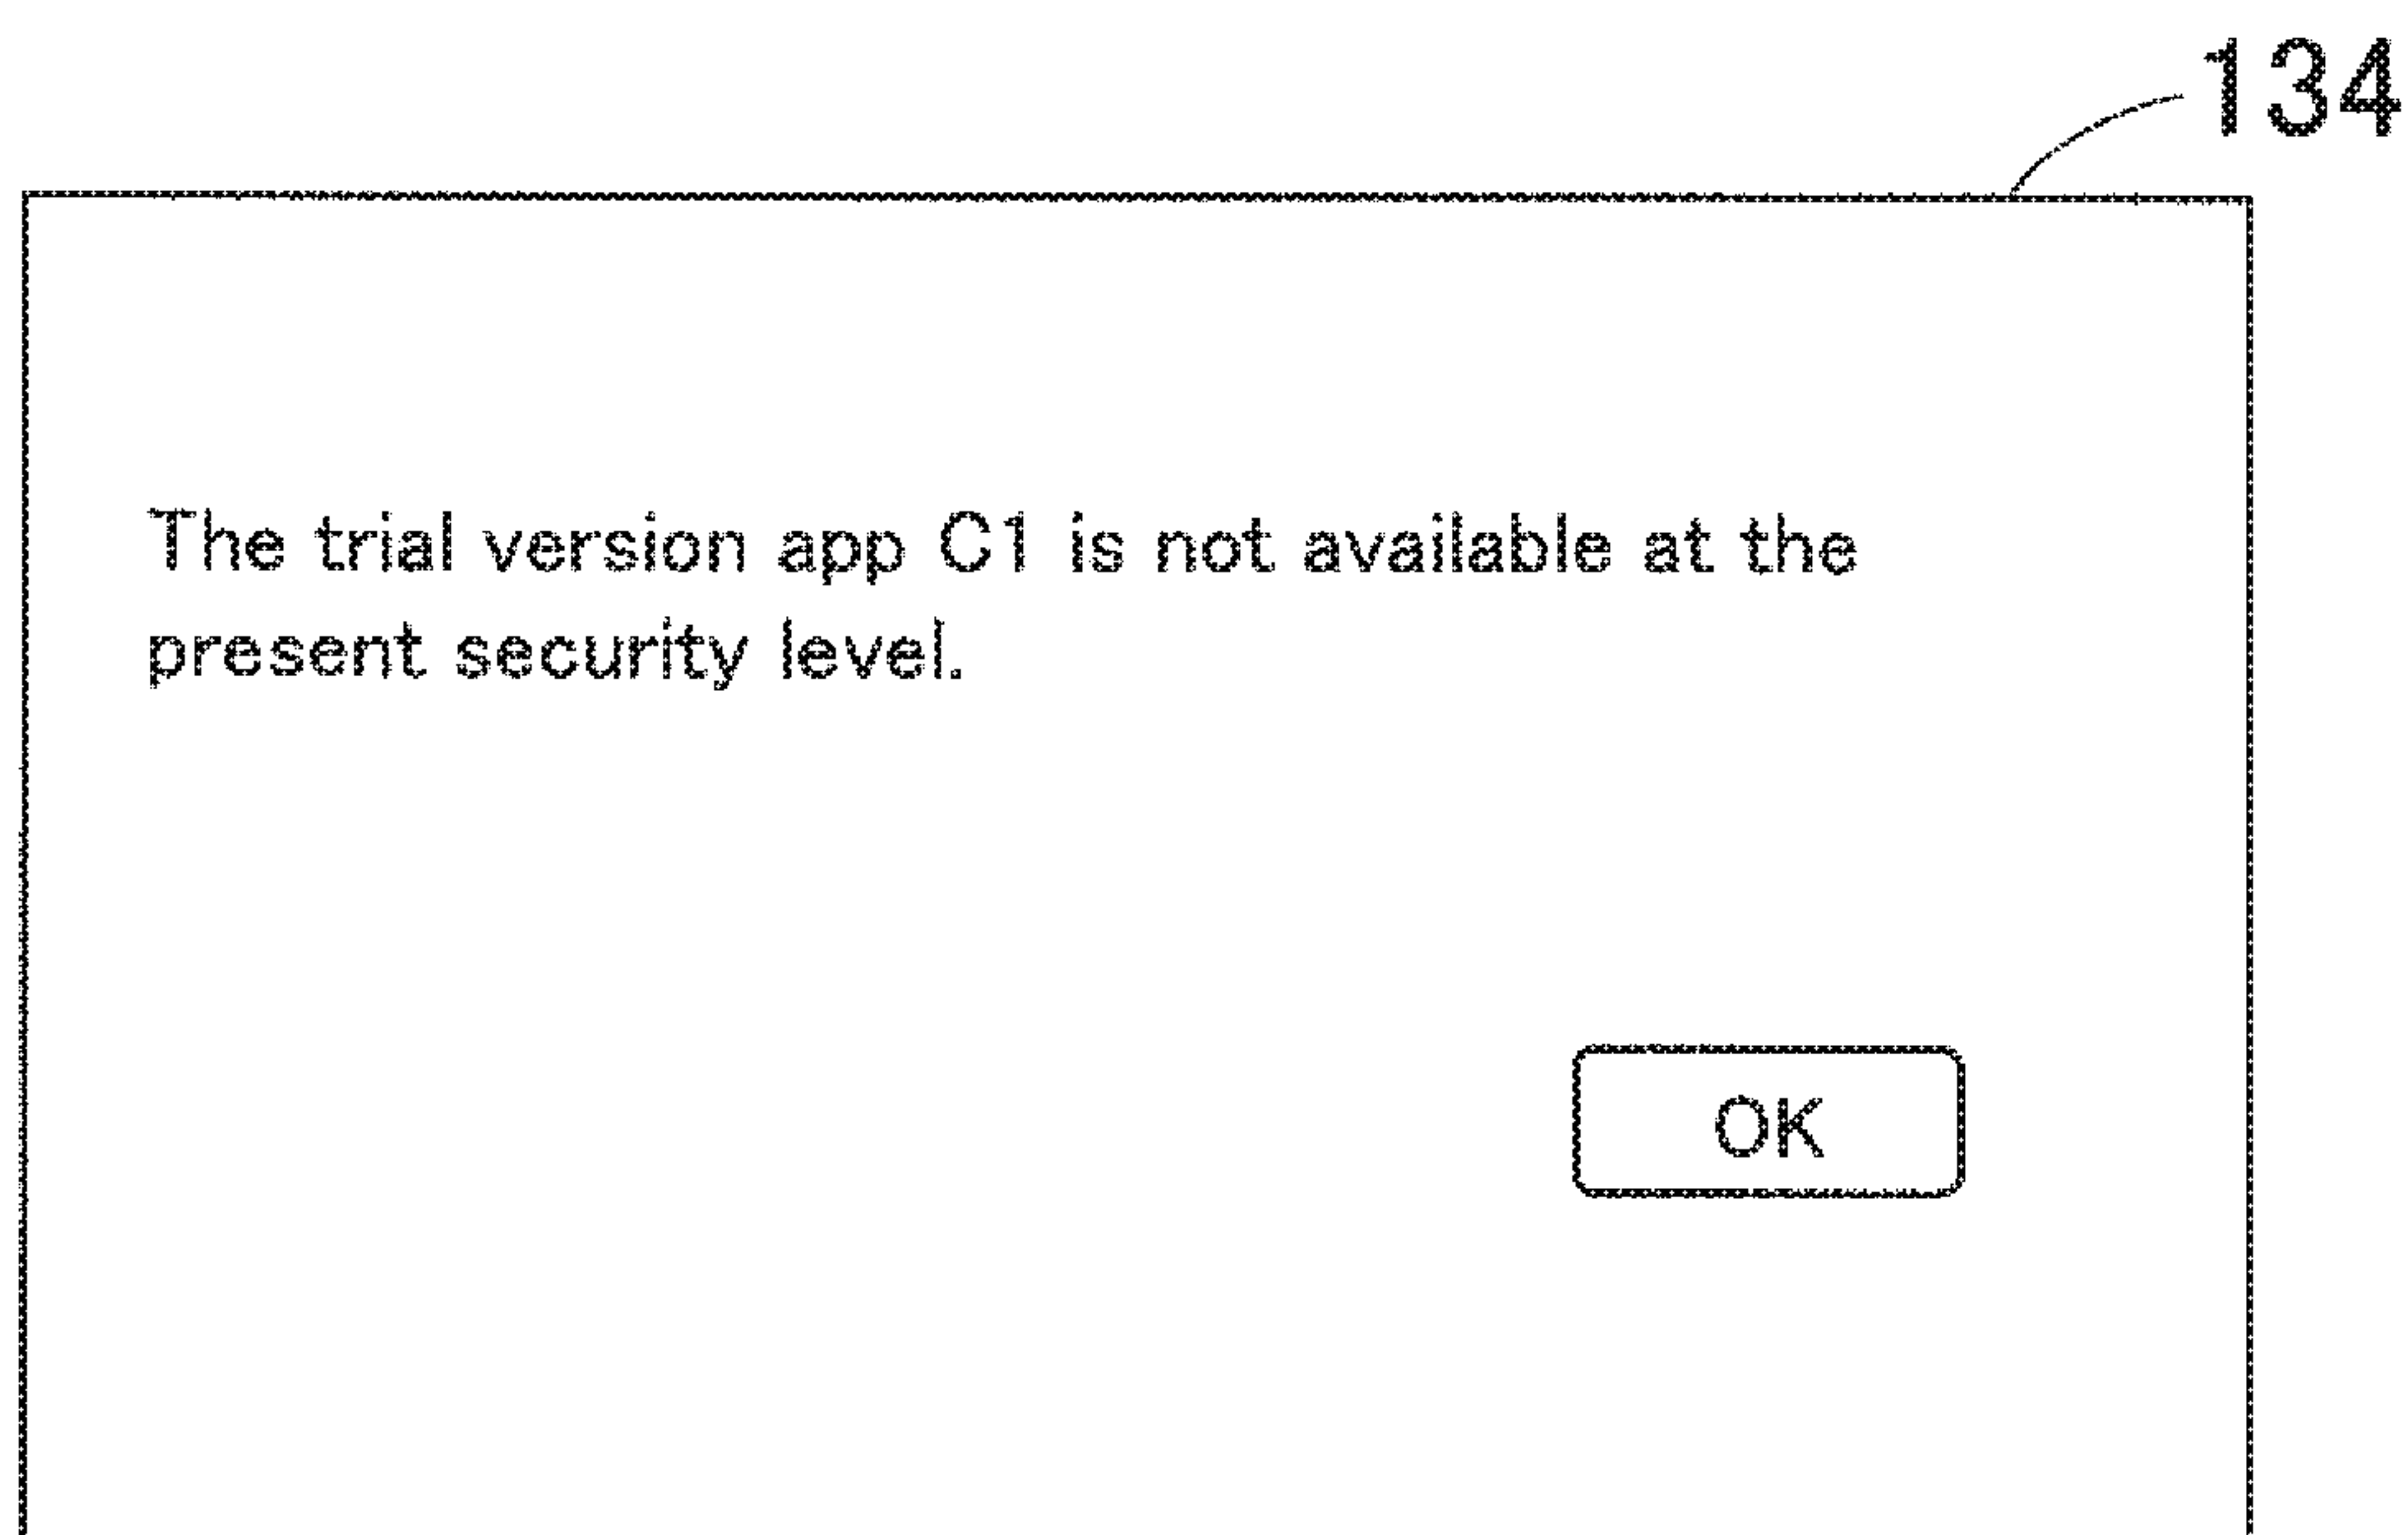 134
The trial version app C1 is not available at the
present security level.
OK